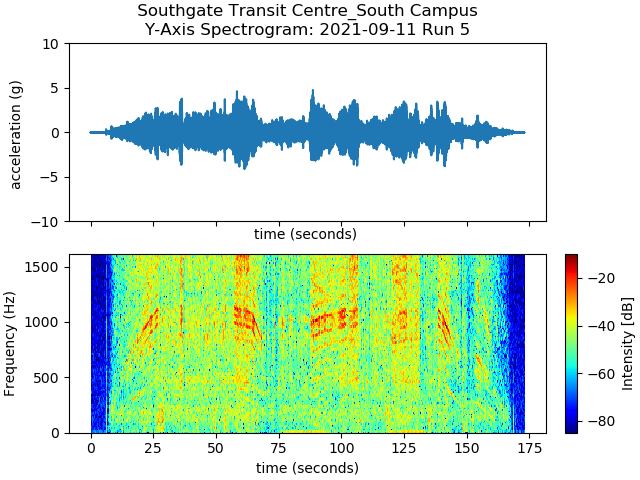 Southgate Transit Centre_South Campus
Y-Axis Spectrogram: 2021-09-11 Run 5
10
5
0
−5
−10
acceleration (g)
time (seconds)
1500
1000
500
0
Frequency (Hz)
0 25 50 75 100 125 150 175
time (seconds)
−20
−40
−60
−80
Intensity [dB]